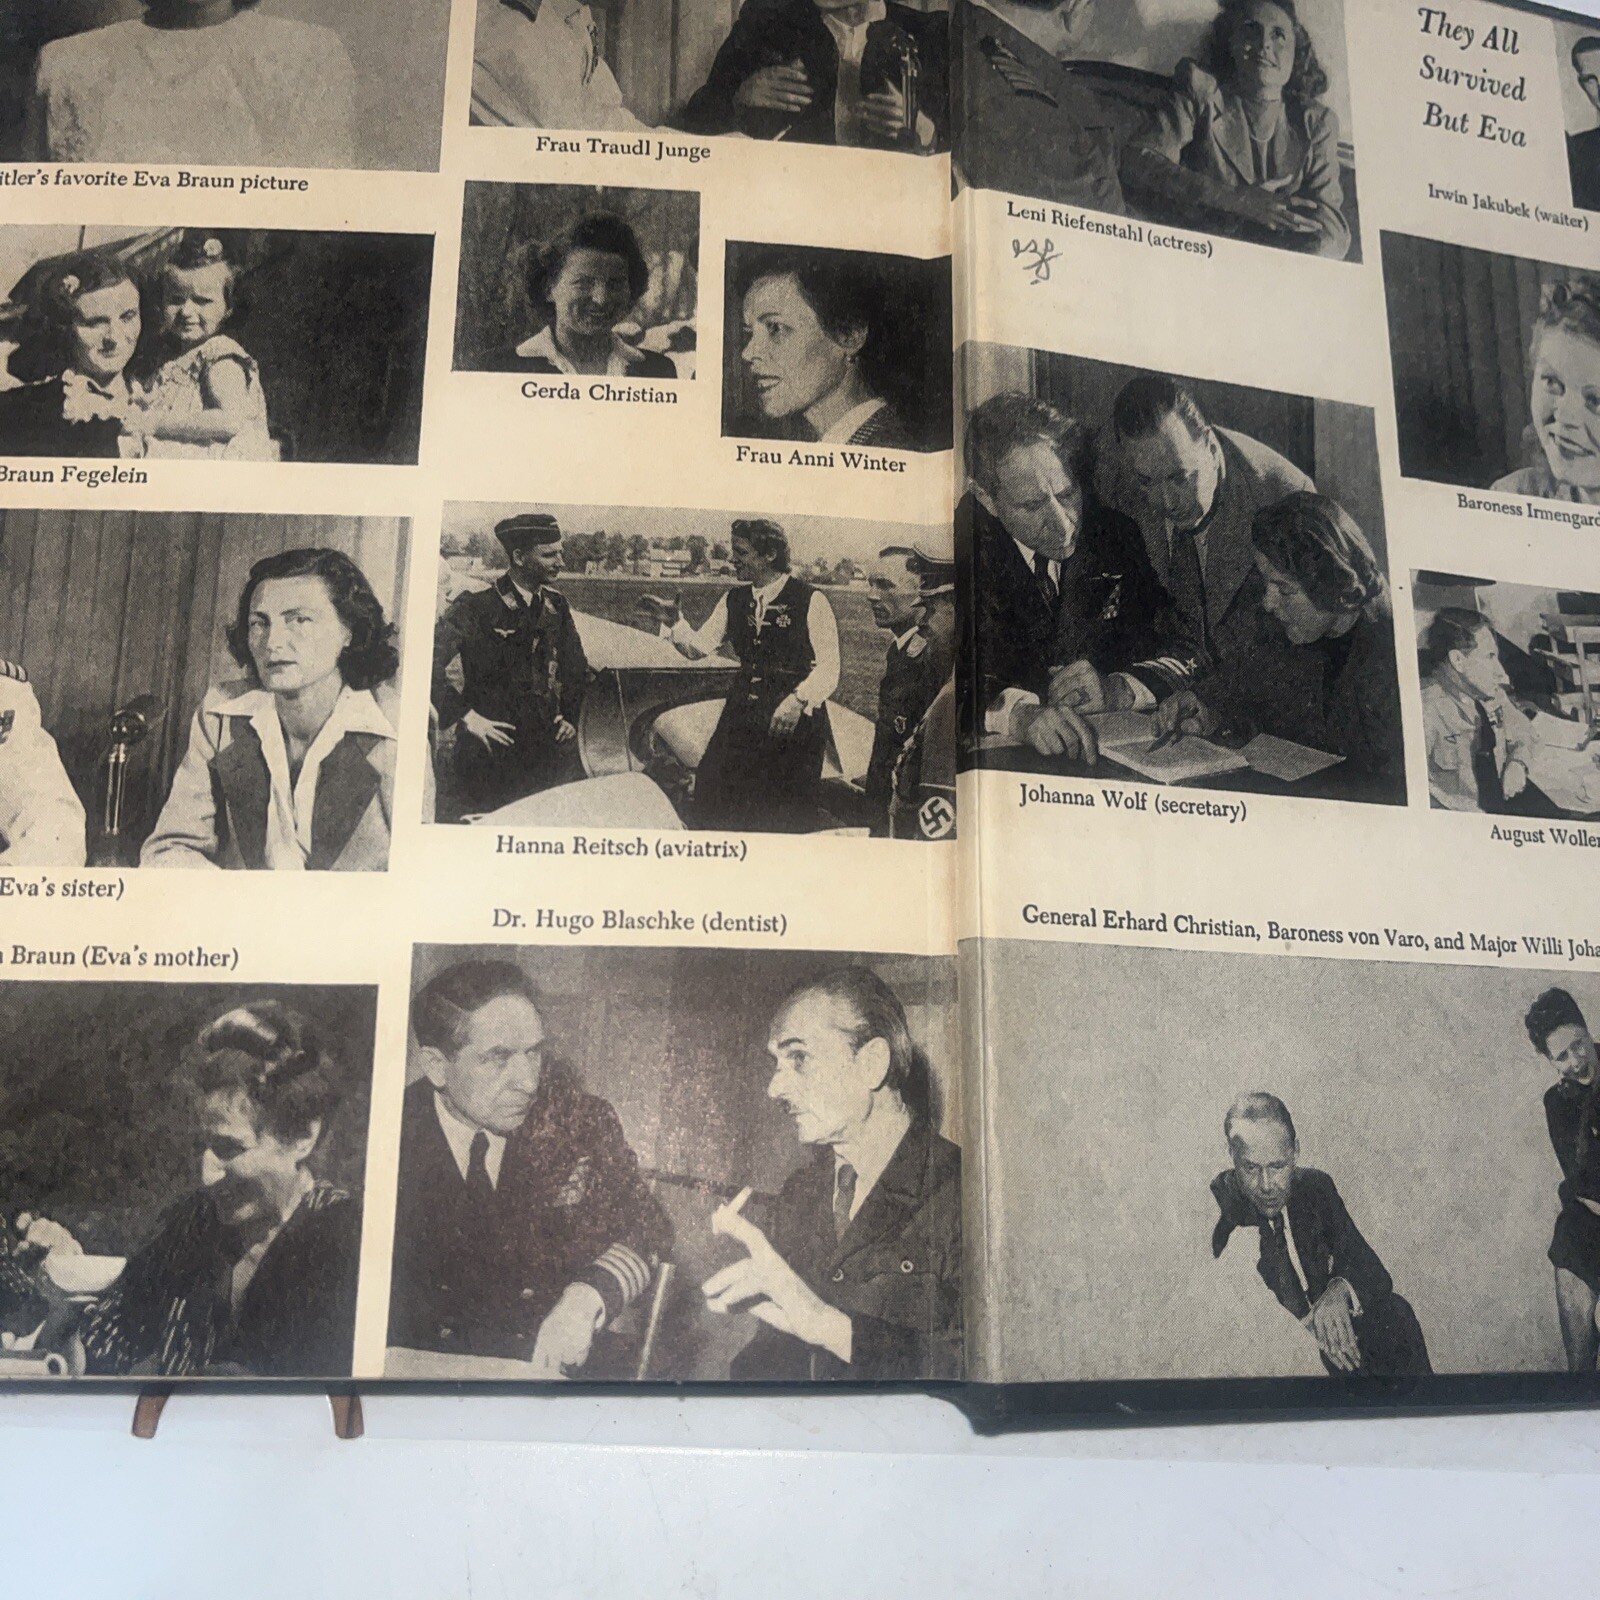 itler's favorite Eva Braun picture
Frau Traudl Junge
Braun Fegelein
Gerda Christian
Frau Anni Winter
Eva's sister)
Hanna Reitsch (aviatrix)
Braun (Eva's mother)
Dr. Hugo Blaschke (dentist)
They All
Survived
But Eva
Leni Riefenstahl (actress)
Irwin Jakubek (waiter)
Baroness Irmengard
Johanna Wolf (secretary)
August Woller
General Erhard Christian, Baroness von Varo, and Major Willi Joha